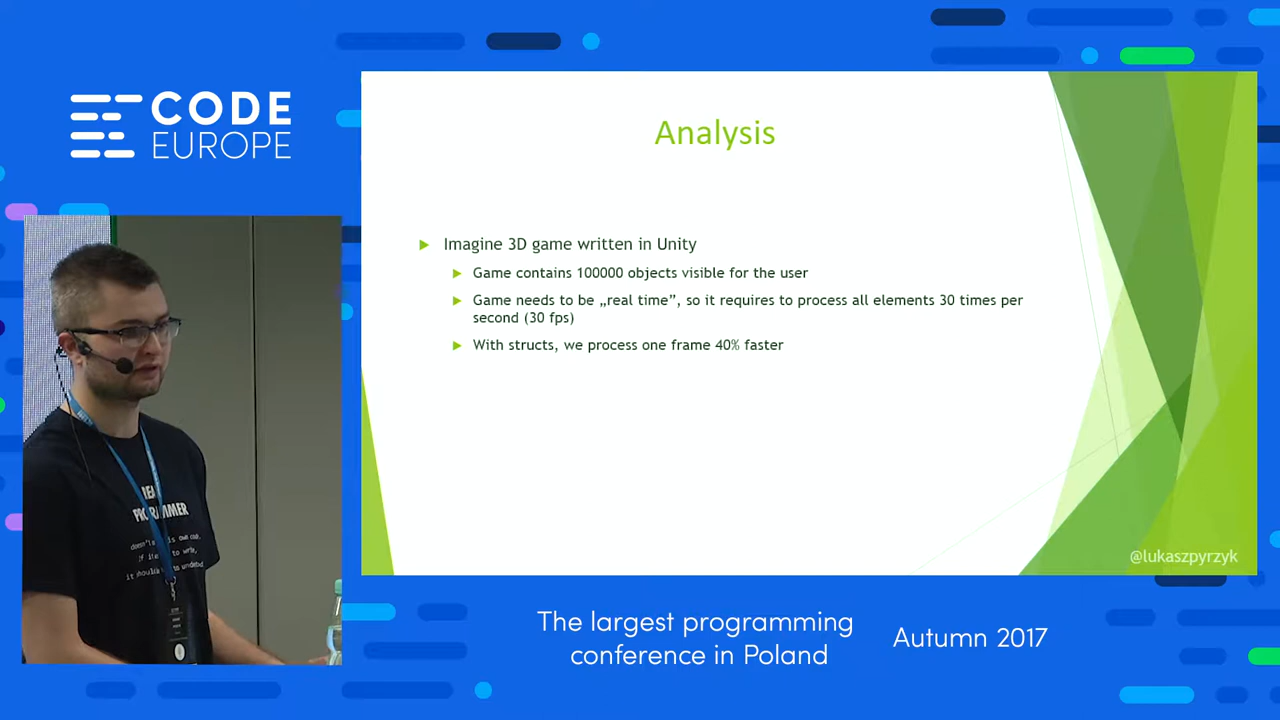 CODE
EUROPE
Analysis
Imagine 3D game written in Unity
Game contains 100000 objects visible for the user
Game needs to be „real time”, so it requires to process all elements 30 times per
second (30 fps)
With structs, we process one frame 40% faster
@lukaszpyrzyk
The largest programming
conference in Poland
Autumn 2017